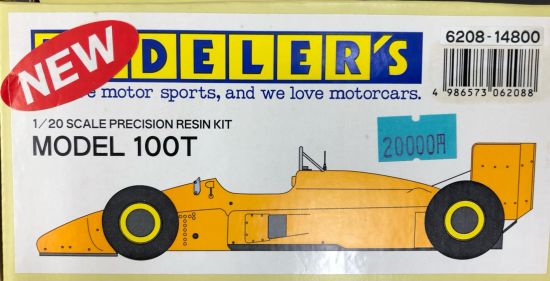 NEW
DELER'S
6208-14800
motor sports, and we love motorcars.
4 986573 062088
1/20 SCALE PRECISION RESIN KIT
MODEL 100T
20000円